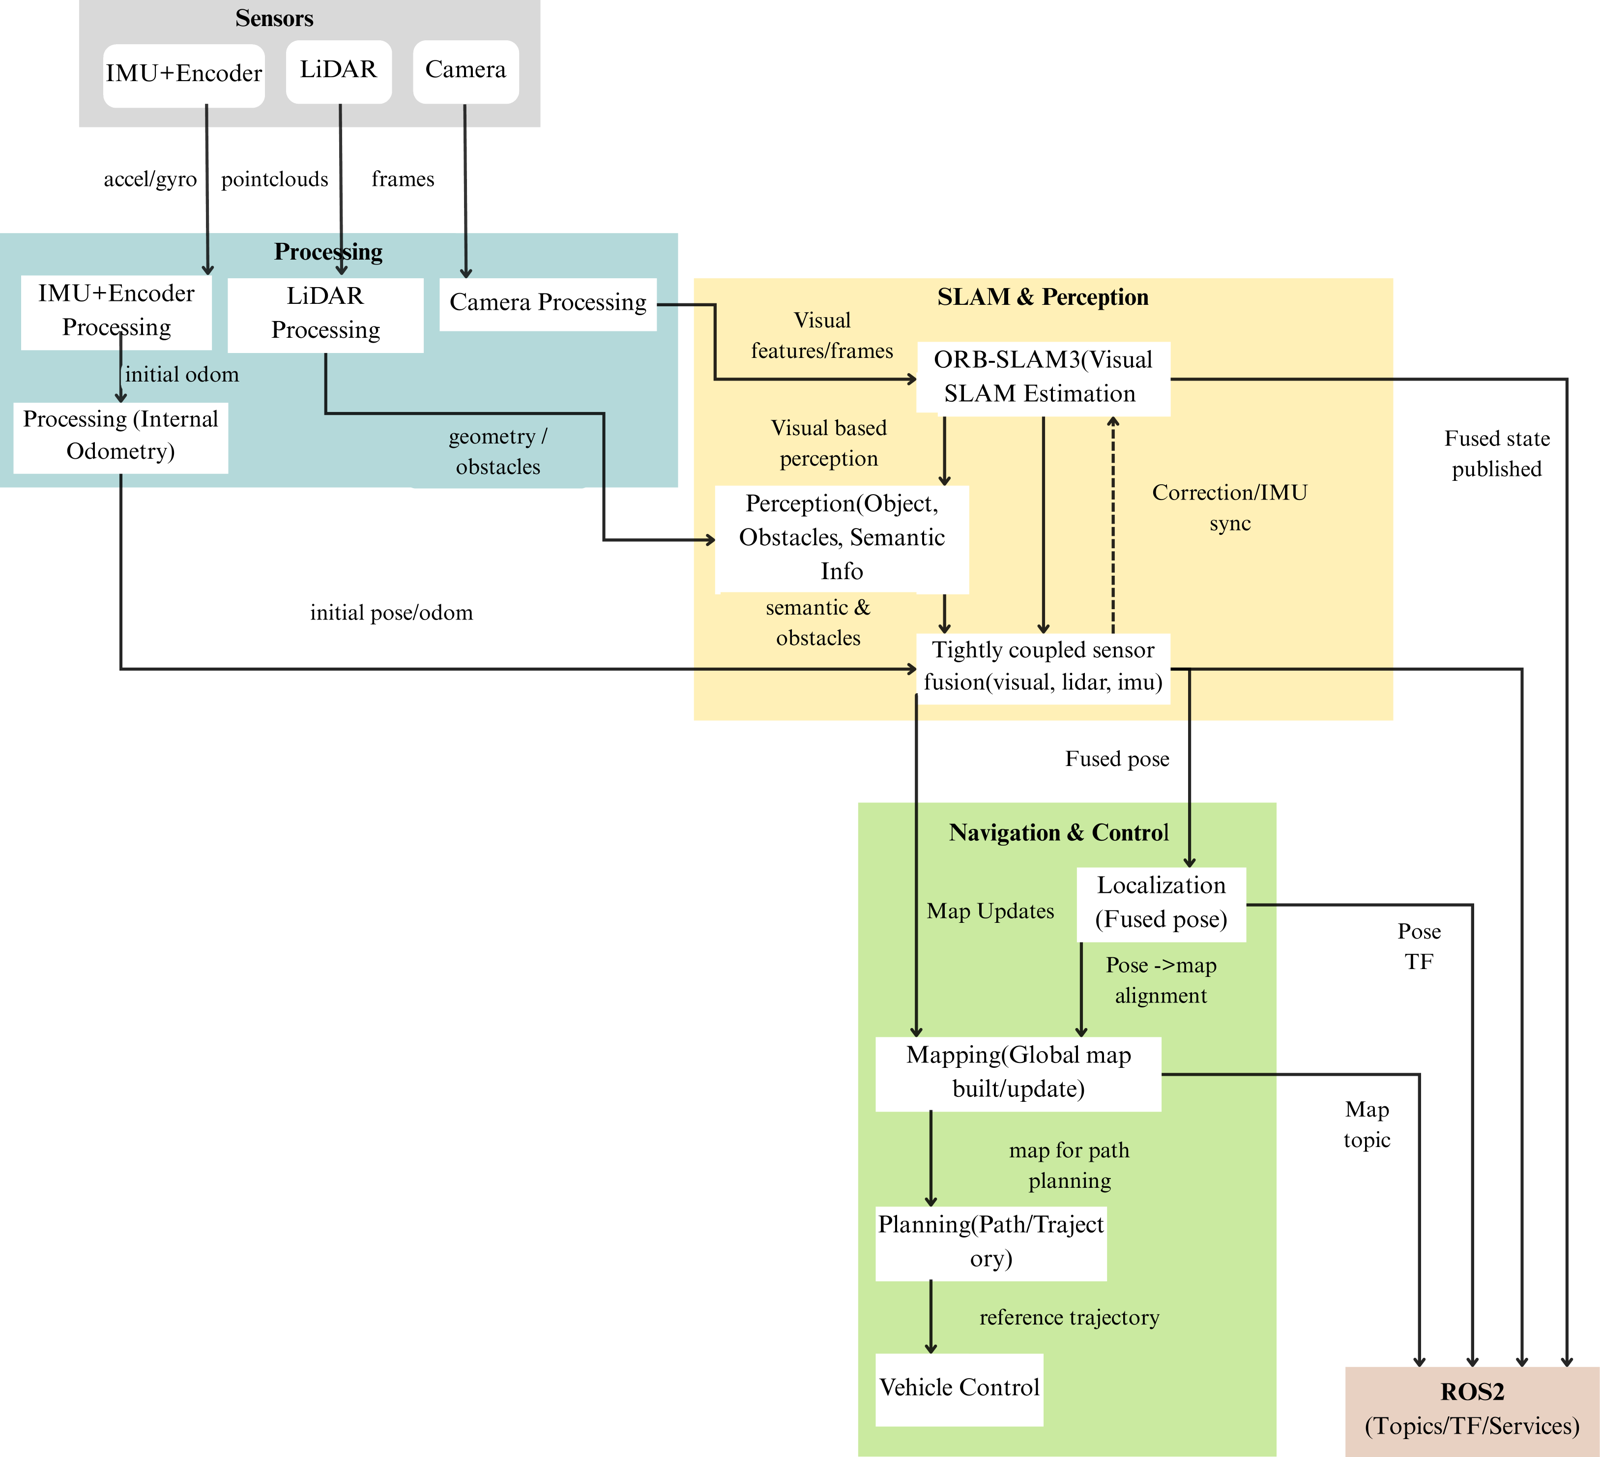 Sensors
IMU+Encoder
LiDAR
Camera
accel/gyro
pointclouds
frames
Processing
IMU+Encoder
Processing
LiDAR
Processing
Camera Processing
initial odom
Processing (Internal
Odometry)
geometry /
obstacles
initial pose/odom
SLAM & Perception
Visual
features/frames
ORB-SLAM3(Visual
SLAM Estimation
Visual based
perception
Perception(Object,
Obstacles, Semantic
Info
Correction/IMU
sync
semantic &
obstacles
Tightly coupled sensor
fusion(visual, lidar, imu)
Fused state
published
Fused pose
Navigation & Control
Localization
(Fused pose)
Map Updates
Pose ->map
alignment
Pose
TF
Mapping(Global map
built/update)
Map
topic
map for path
planning
Planning(Path/Traject
ory)
reference trajectory
Vehicle Control
ROS2
(Topics/TF/Services)